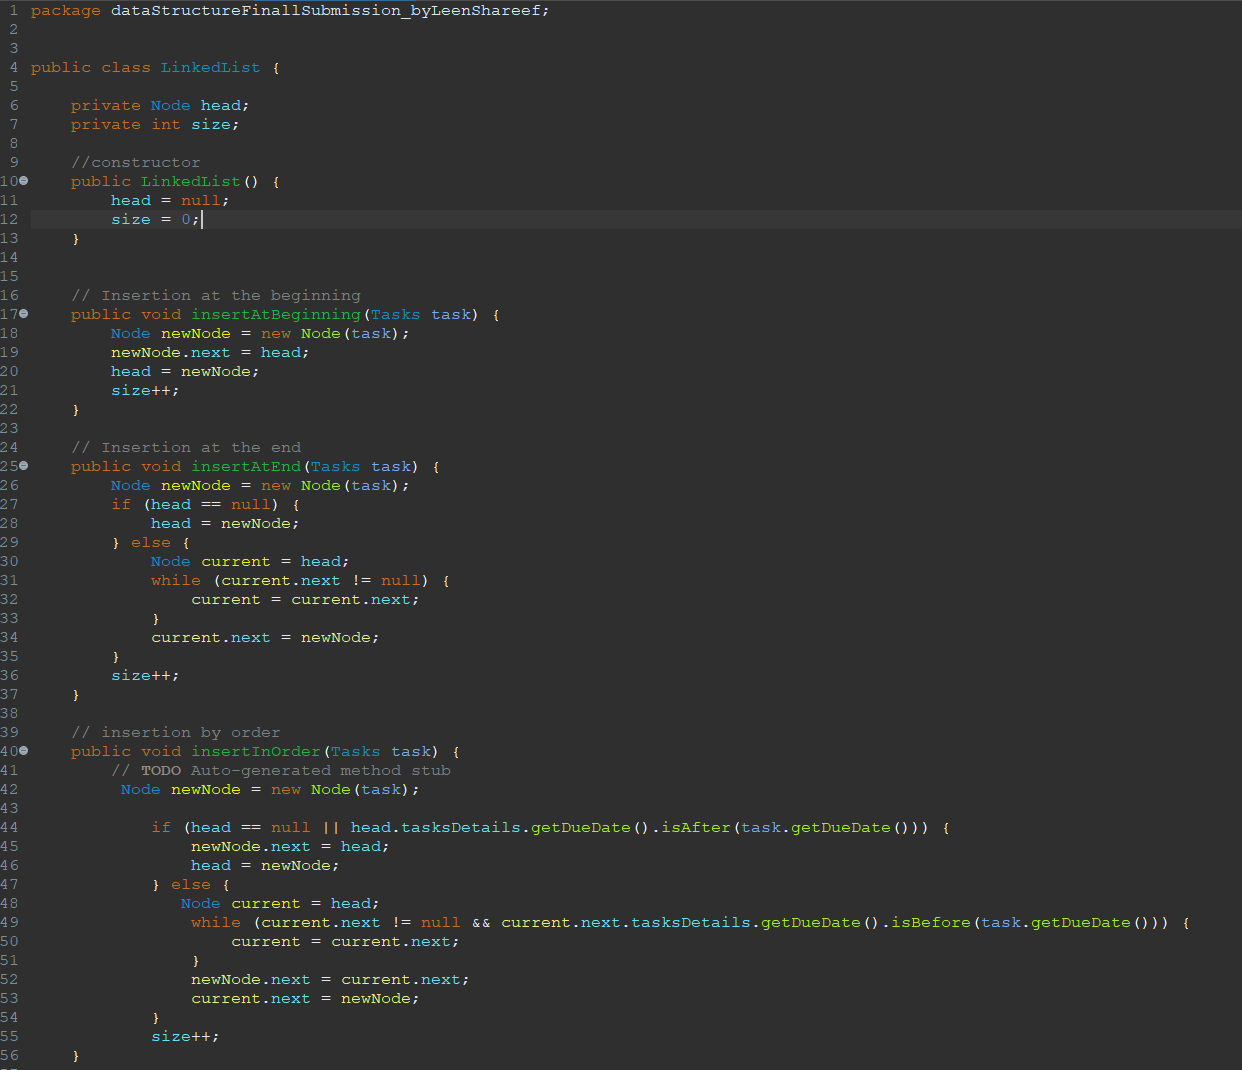 1 package dataStructureFinallSubmission_byLeenShareef;
2
3
4 public class LinkedList {
5
6     private Node head;
7     private int size;
8
9     //constructor
10     public LinkedList() {
11         head = null;
12         size = 0;
13     }
14
15
16     // Insertion at the beginning
17     public void insertAtBeginning(Tasks task) {
18         Node newNode = new Node(task);
19         newNode.next = head;
20         head = newNode;
21         size++;
22     }
23
24     // Insertion at the end
25     public void insertAtEnd(Tasks task) {
26         Node newNode = new Node(task);
27         if (head == null) {
28             head = newNode;
29         } else {
30             Node current = head;
31             while (current.next != null) {
32                 current = current.next;
33             }
34             current.next = newNode;
35         }
36         size++;
37     }
38
39     // insertion by order
40     public void insertInOrder(Tasks task) {
41         // TODO Auto-generated method stub
42          Node newNode = new Node(task);
43
44             if (head == null || head.tasksDetails.getDueDate().isAfter(task.getDueDate())) {
45                 newNode.next = head;
46                 head = newNode;
47             } else {
48                Node current = head;
49                 while (current.next != null && current.next.tasksDetails.getDueDate().isBefore(task.getDueDate())) {
50                     current = current.next;
51                 }
52                 newNode.next = current.next;
53                 current.next = newNode;
54             }
55             size++;
56     }